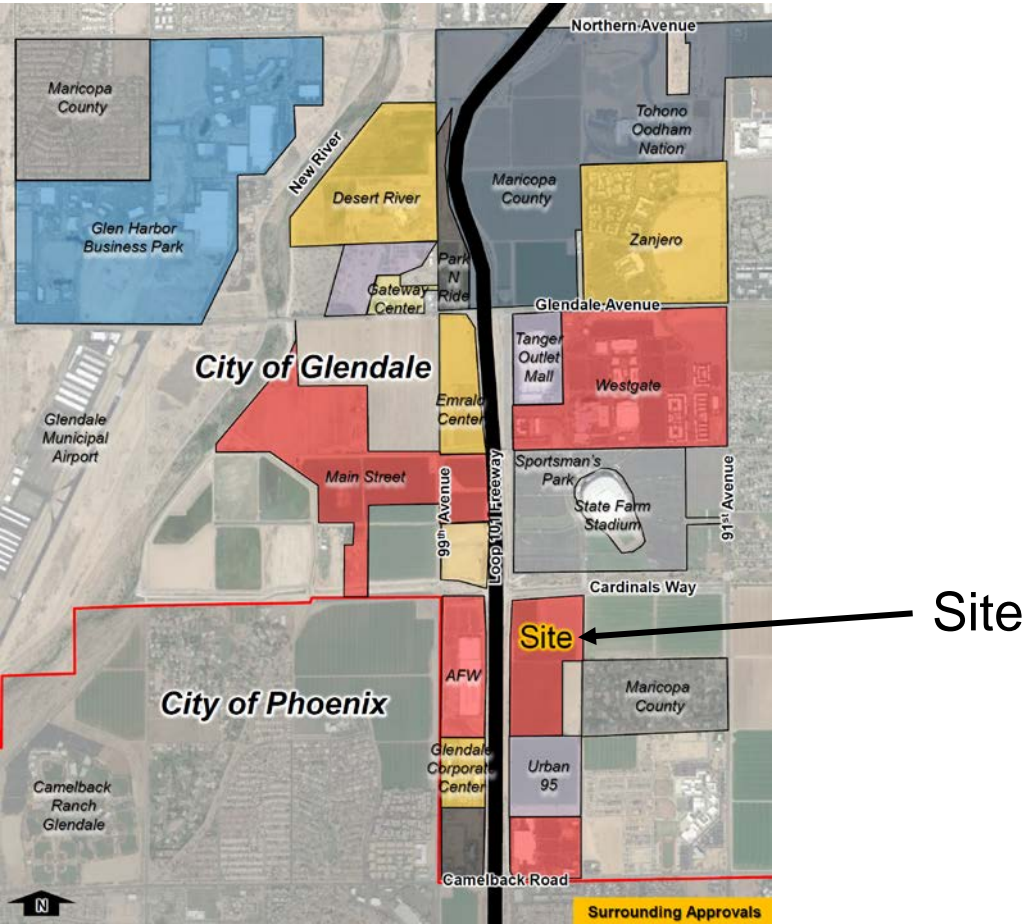 Northern Avenue
Maricopa
County
Tohono
Oodham
Nation
New River
Desert River
Maricopa
County
Glen Harbor
Business Park
Zanjero
Park
N
Ride
Gateway
Center
Glendale Avenue
City of Glendale
Tanger
Outlet
Mall
Westgate
Emrald
Center
Glendale
Municipal
Airport
Main Street
99th Avenue
Loop 101 Freeway
Sportsman's
Park
State Farm
Stadium
91st Avenue
Cardinals Way
Site
Site
AFW
Maricopa
County
City of Phoenix
Glendale
Corporate
Center
Urban
95
Camelback
Ranch
Glendale
Camelback Road
N
Surrounding Approvals